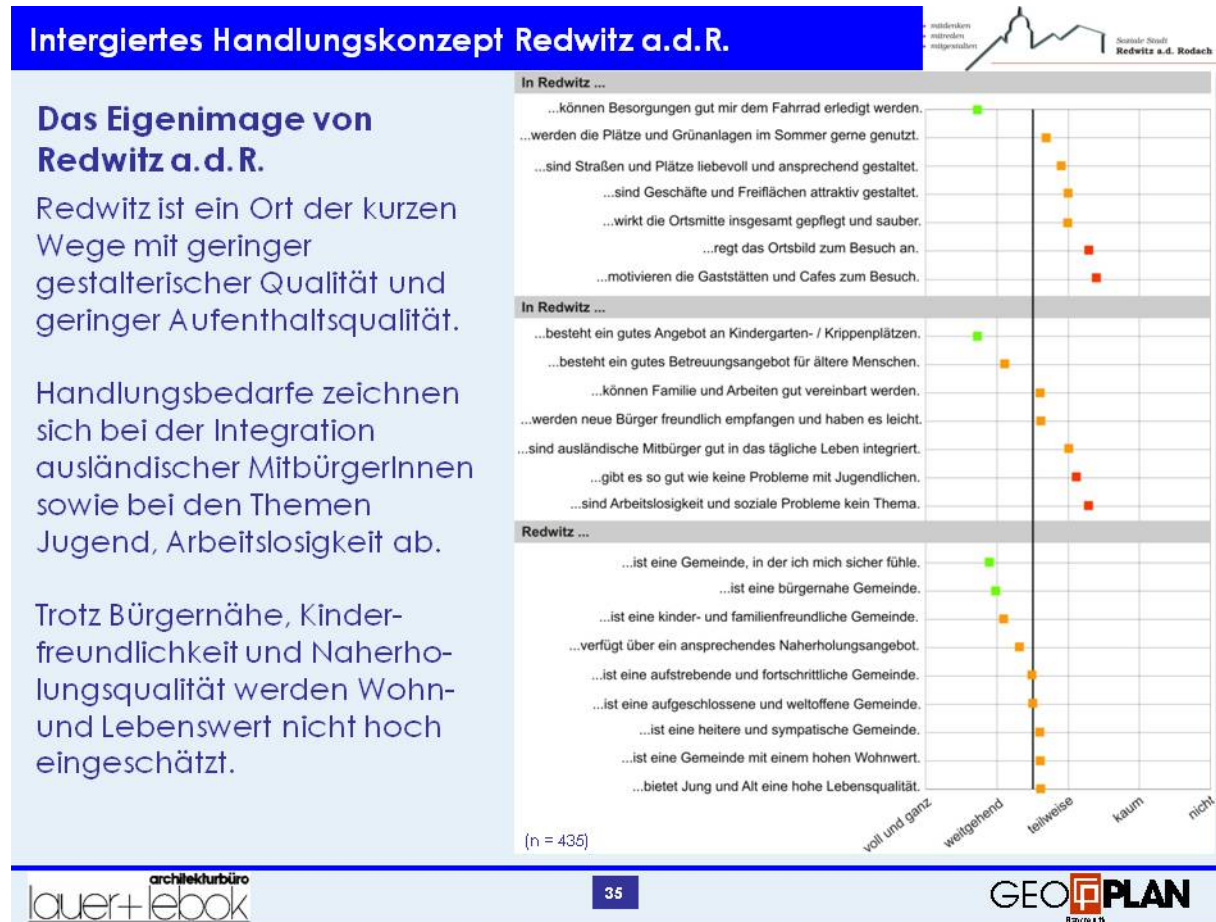 Intergiertes Handlungskonzept Redwitz a.d.R.
mitdenken
mitreden
mitgestalten
Soziale Stadt
Redwitz a.d. Rodach
Das Eigenimage von
Redwitz a.d.R.
Redwitz ist ein Ort der kurzen
Wege mit geringer
gestalterischer Qualität und
geringer Aufenthaltsqualität.
Handlungsbedarfe zeichnen
sich bei der Integration
ausländischer MitbürgerInnen
sowie bei den Themen
Jugend, Arbeitslosigkeit ab.
Trotz Bürgernähe, Kinder-
freundlichkeit und Naherho-
lungsqualität werden Wohn-
und Lebenswert nicht hoch
eingeschätzt.
In Redwitz ...
...können Besorgungen gut mir dem Fahrrad erledigt werden.
...werden die Plätze und Grünanlagen im Sommer gerne genutzt.
...sind Straßen und Plätze liebevoll und ansprechend gestaltet.
...sind Geschäfte und Freiflächen attraktiv gestaltet.
...wirkt die Ortsmitte insgesamt gepflegt und sauber.
...regt das Ortsbild zum Besuch an.
...motivieren die Gaststätten und Cafes zum Besuch.
In Redwitz ...
...besteht ein gutes Angebot an Kindergarten- / Krippenplätzen.
...besteht ein gutes Betreuungsangebot für ältere Menschen.
...können Familie und Arbeiten gut vereinbart werden.
...werden neue Bürger freundlich empfangen und haben es leicht.
...sind ausländische Mitbürger gut in das tägliche Leben integriert.
...gibt es so gut wie keine Probleme mit Jugendlichen.
...sind Arbeitslosigkeit und soziale Probleme kein Thema.
Redwitz ...
...ist eine Gemeinde, in der ich mich sicher fühle.
...ist eine bürgernahe Gemeinde.
...ist eine kinder- und familienfreundliche Gemeinde.
...verfügt über ein ansprechendes Naherholungsangebot.
...ist eine aufstrebende und fortschrittliche Gemeinde.
...ist eine aufgeschlossene und weltoffene Gemeinde.
...ist eine heitere und sympatische Gemeinde.
...ist eine Gemeinde mit einem hohen Wohnwert.
...bietet Jung und Alt eine hohe Lebensqualität.
voll und ganz
weitgehend
teilweise
kaum
nicht
(n = 435)
architekturbüro
lauer+lebok
35
GEO PLAN
Bayreuth